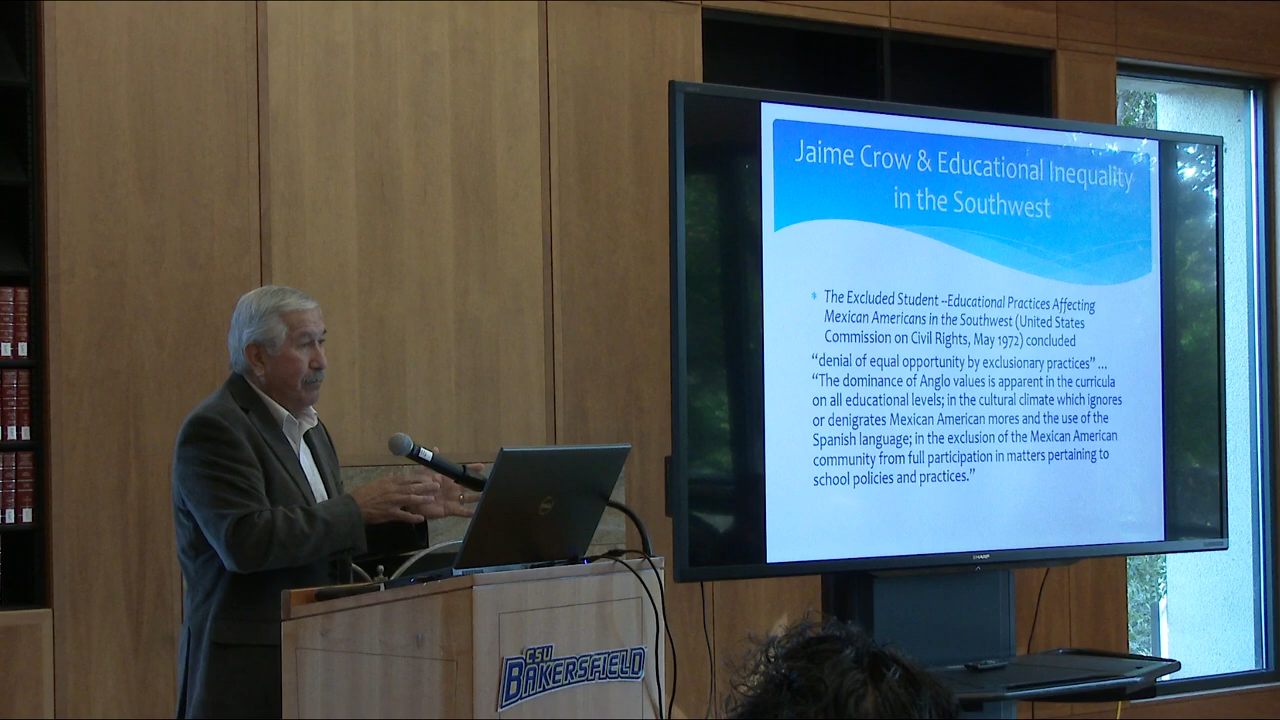 Jaime Crow & Educational Inequality
in the Southwest
* The Excluded Student --Educational Practices Affecting
Mexican Americans in the Southwest (United States
Commission on Civil Rights, May 1972) concluded
“denial of equal opportunity by exclusionary practices” ...
“The dominance of Anglo values is apparent in the curricula
on all educational levels; in the cultural climate which ignores
or denigrates Mexican American mores and the use of the
Spanish language; in the exclusion of the Mexican American
community from full participation in matters pertaining to
school policies and practices.”
SHARP
DELL
CSU
BAKERSFIELD